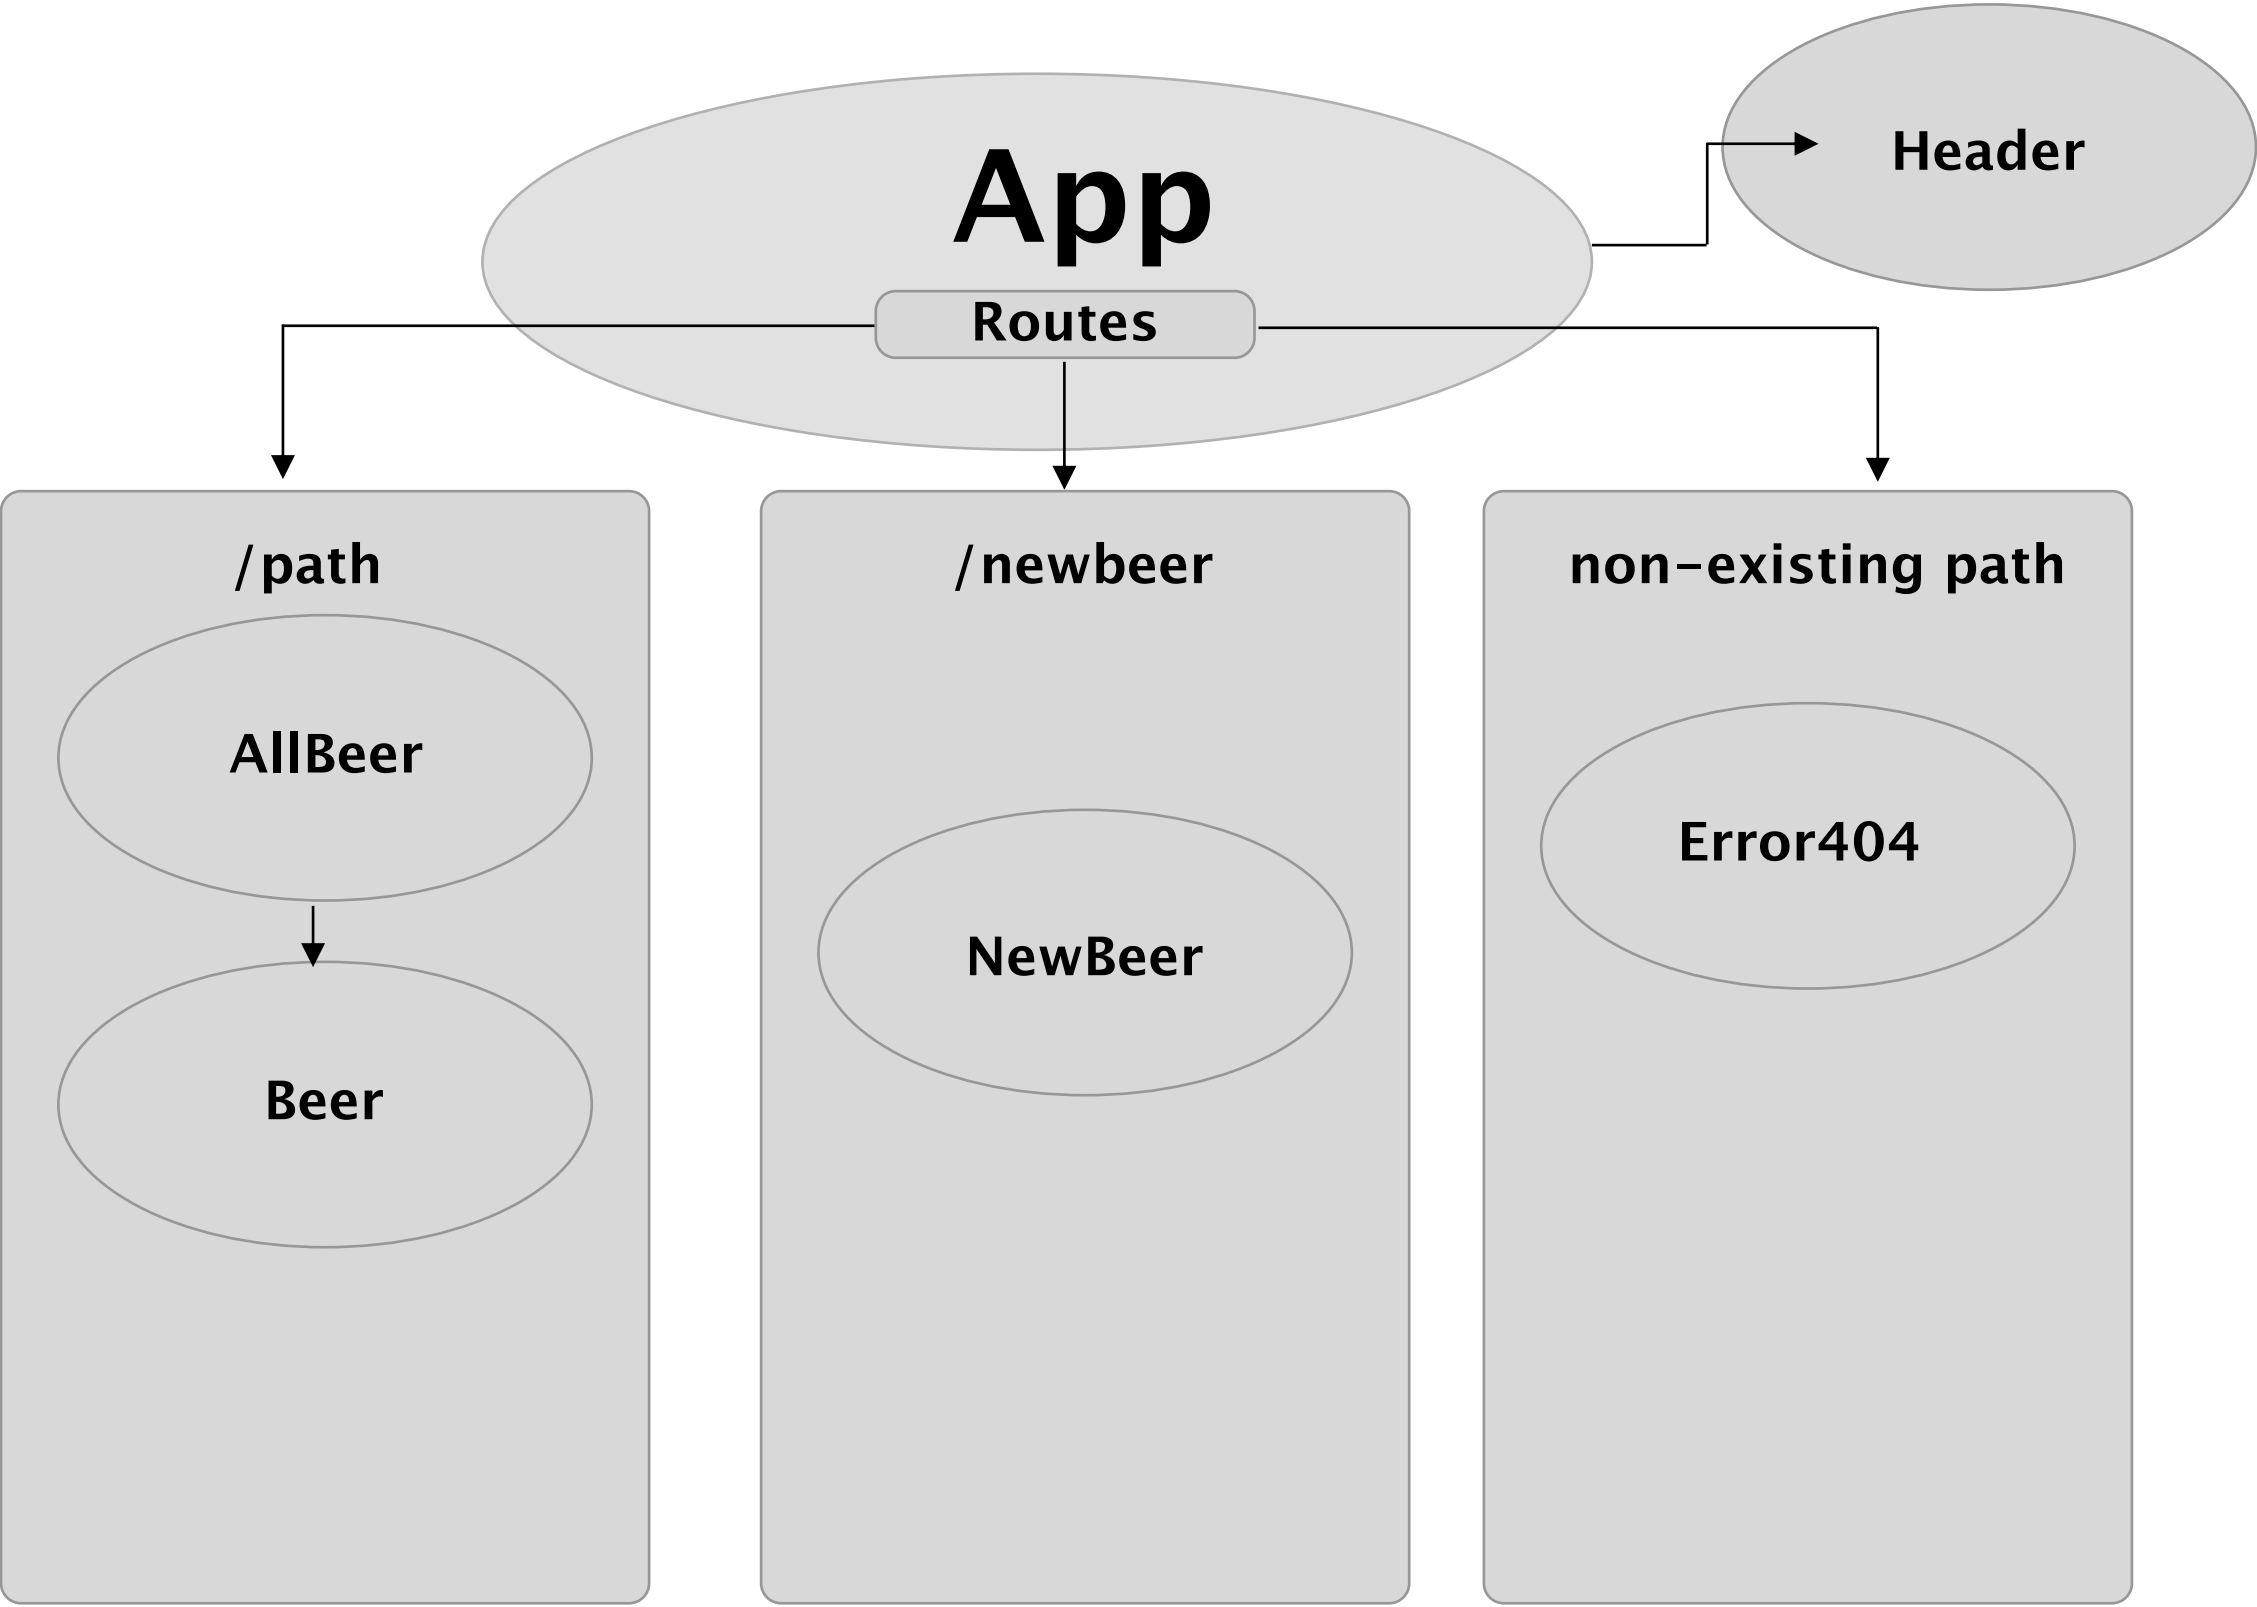 App
Header
Routes
/path
/newbeer
non-existing path
AllBeer
Error404
NewBeer
Beer